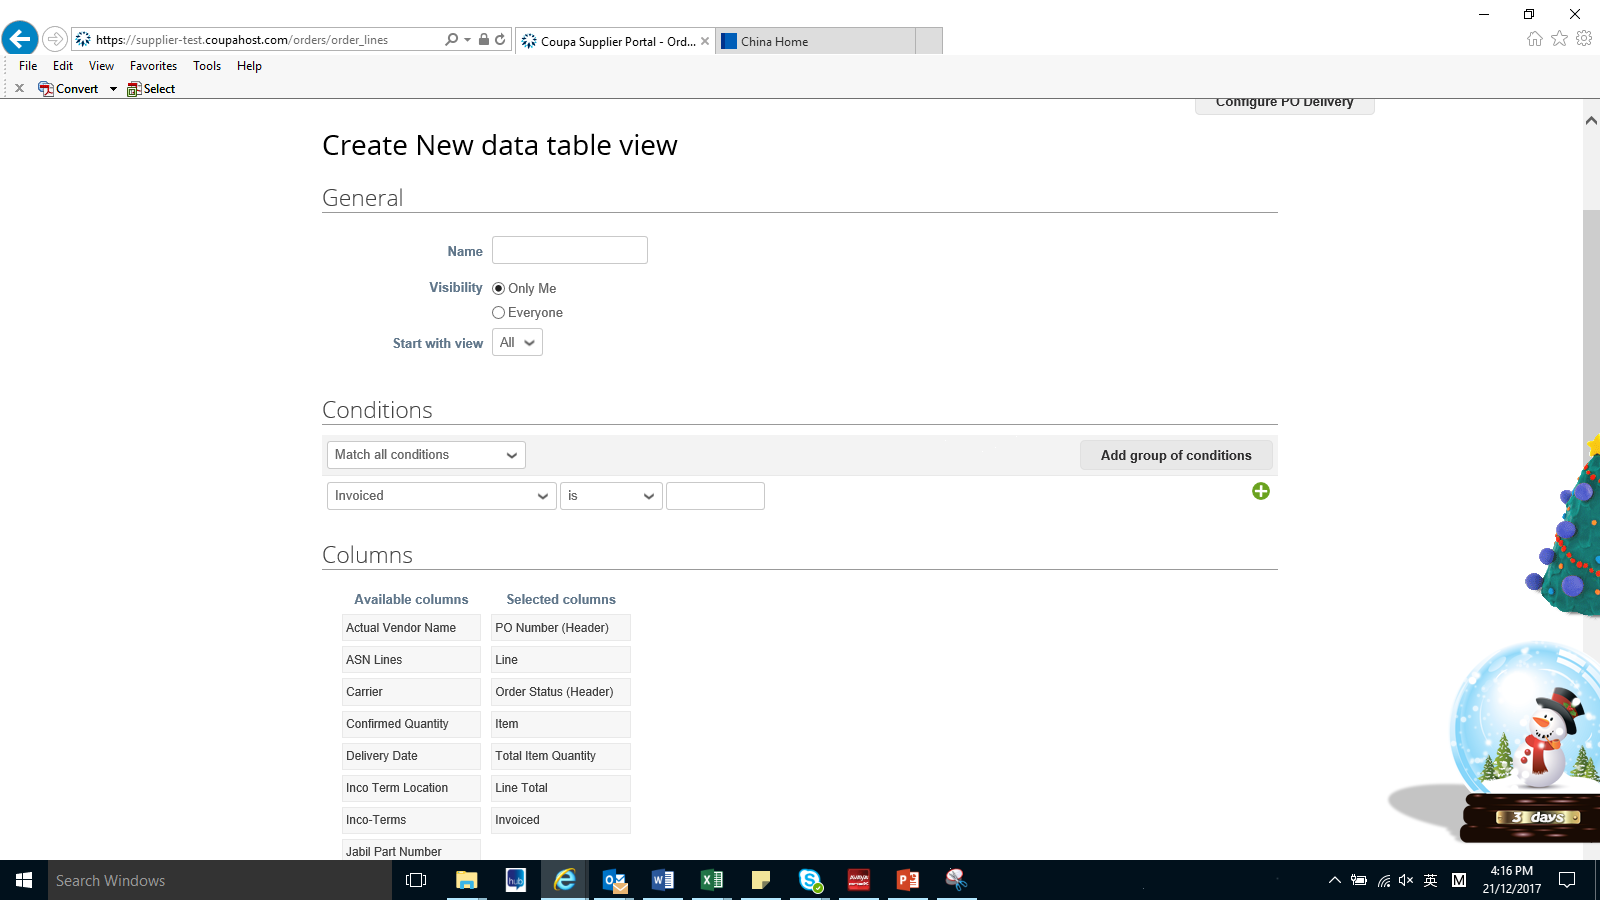 https://supplier-test.coupahost.com/orders/order_lines
Coupa Supplier Portal - Ord...
China Home
File Edit View Favorites Tools Help
Convert Select
Configure PO Delivery
Create New data table view
General
Name
Visibility Only Me
Everyone
Start with view All
Conditions
Match all conditions Add group of conditions
Invoiced is
Columns
Available columns Selected columns
Actual Vendor Name PO Number (Header)
ASN Lines Line
Carrier Order Status (Header)
Confirmed Quantity Item
Delivery Date Total Item Quantity
Inco Term Location Line Total
Inco-Terms Invoiced
Jabil Part Number
3 days
Search Windows
hub
英
M
4:16 PM
21/12/2017